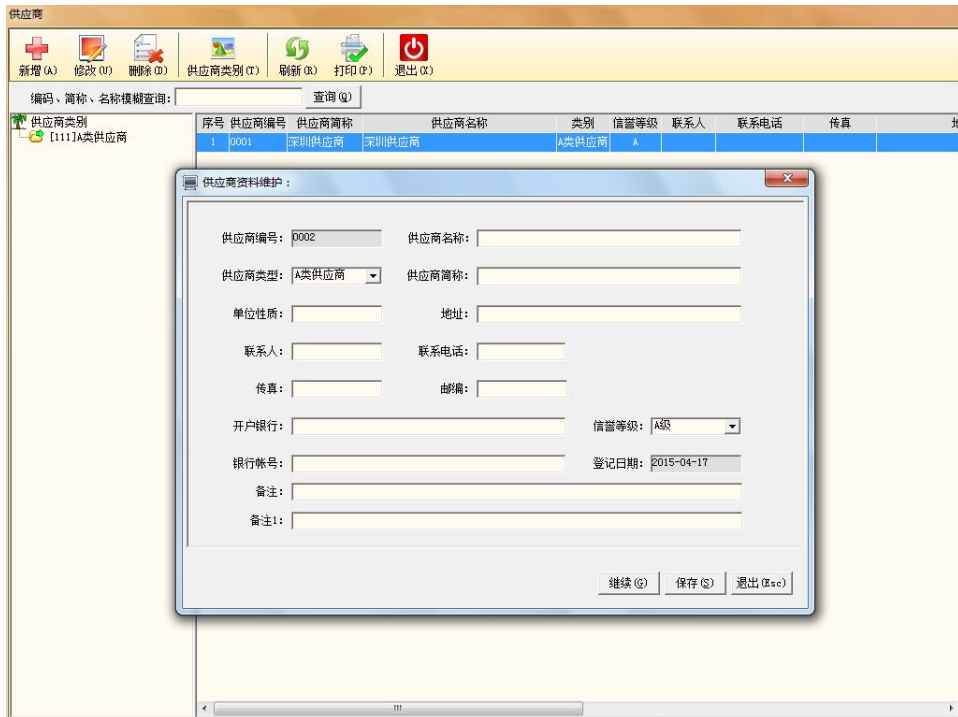 供应商
新增(A) 修改(U) 删除(D) 供应商类别(T) 刷新(R) 打印(P) 退出(X)
编码、简称、名称模糊查询: 查询(Q)
供应商类别
[111]A类供应商
序号 供应商编号 供应商简称 供应商名称 类别 信誉等级 联系人 联系电话 传真
1 0001 深圳供应商 深圳供应商 A类供应商 A
供应商资料维护:
供应商编号: 0002 供应商名称:
供应商类型: A类供应商 供应商简称:
单位性质: 地址:
联系人: 联系电话:
传真: 邮编:
开户银行: 信誉等级: A级
银行帐号: 登记日期: 2015-04-17
备注:
备注1:
继续(G) 保存(S) 退出(Esc)